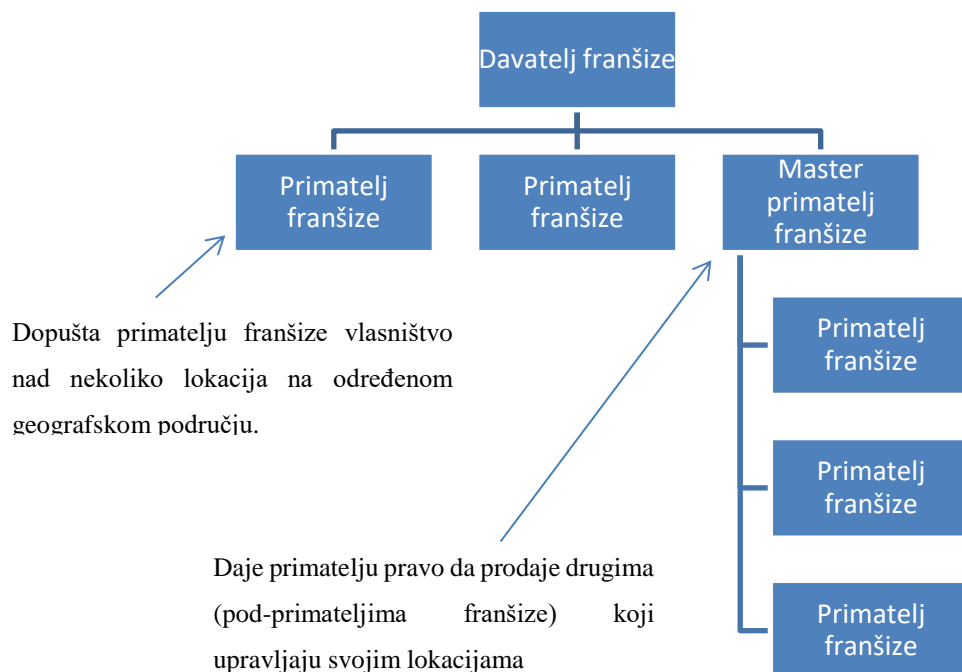 Davatelj franšize
Primatelj
franšize
Primatelj
franšize
Master
primatelj
franšize
Dopušta primatelju franšize vlasništvo
nad nekoliko lokacija na određenom
geografskom području.
Primatelj
franšize
Primatelj
franšize
Daje primatelju pravo da prodaje drugima
(pod-primateljima franšize) koji
upravljaju svojim lokacijama
Primatelj
franšize